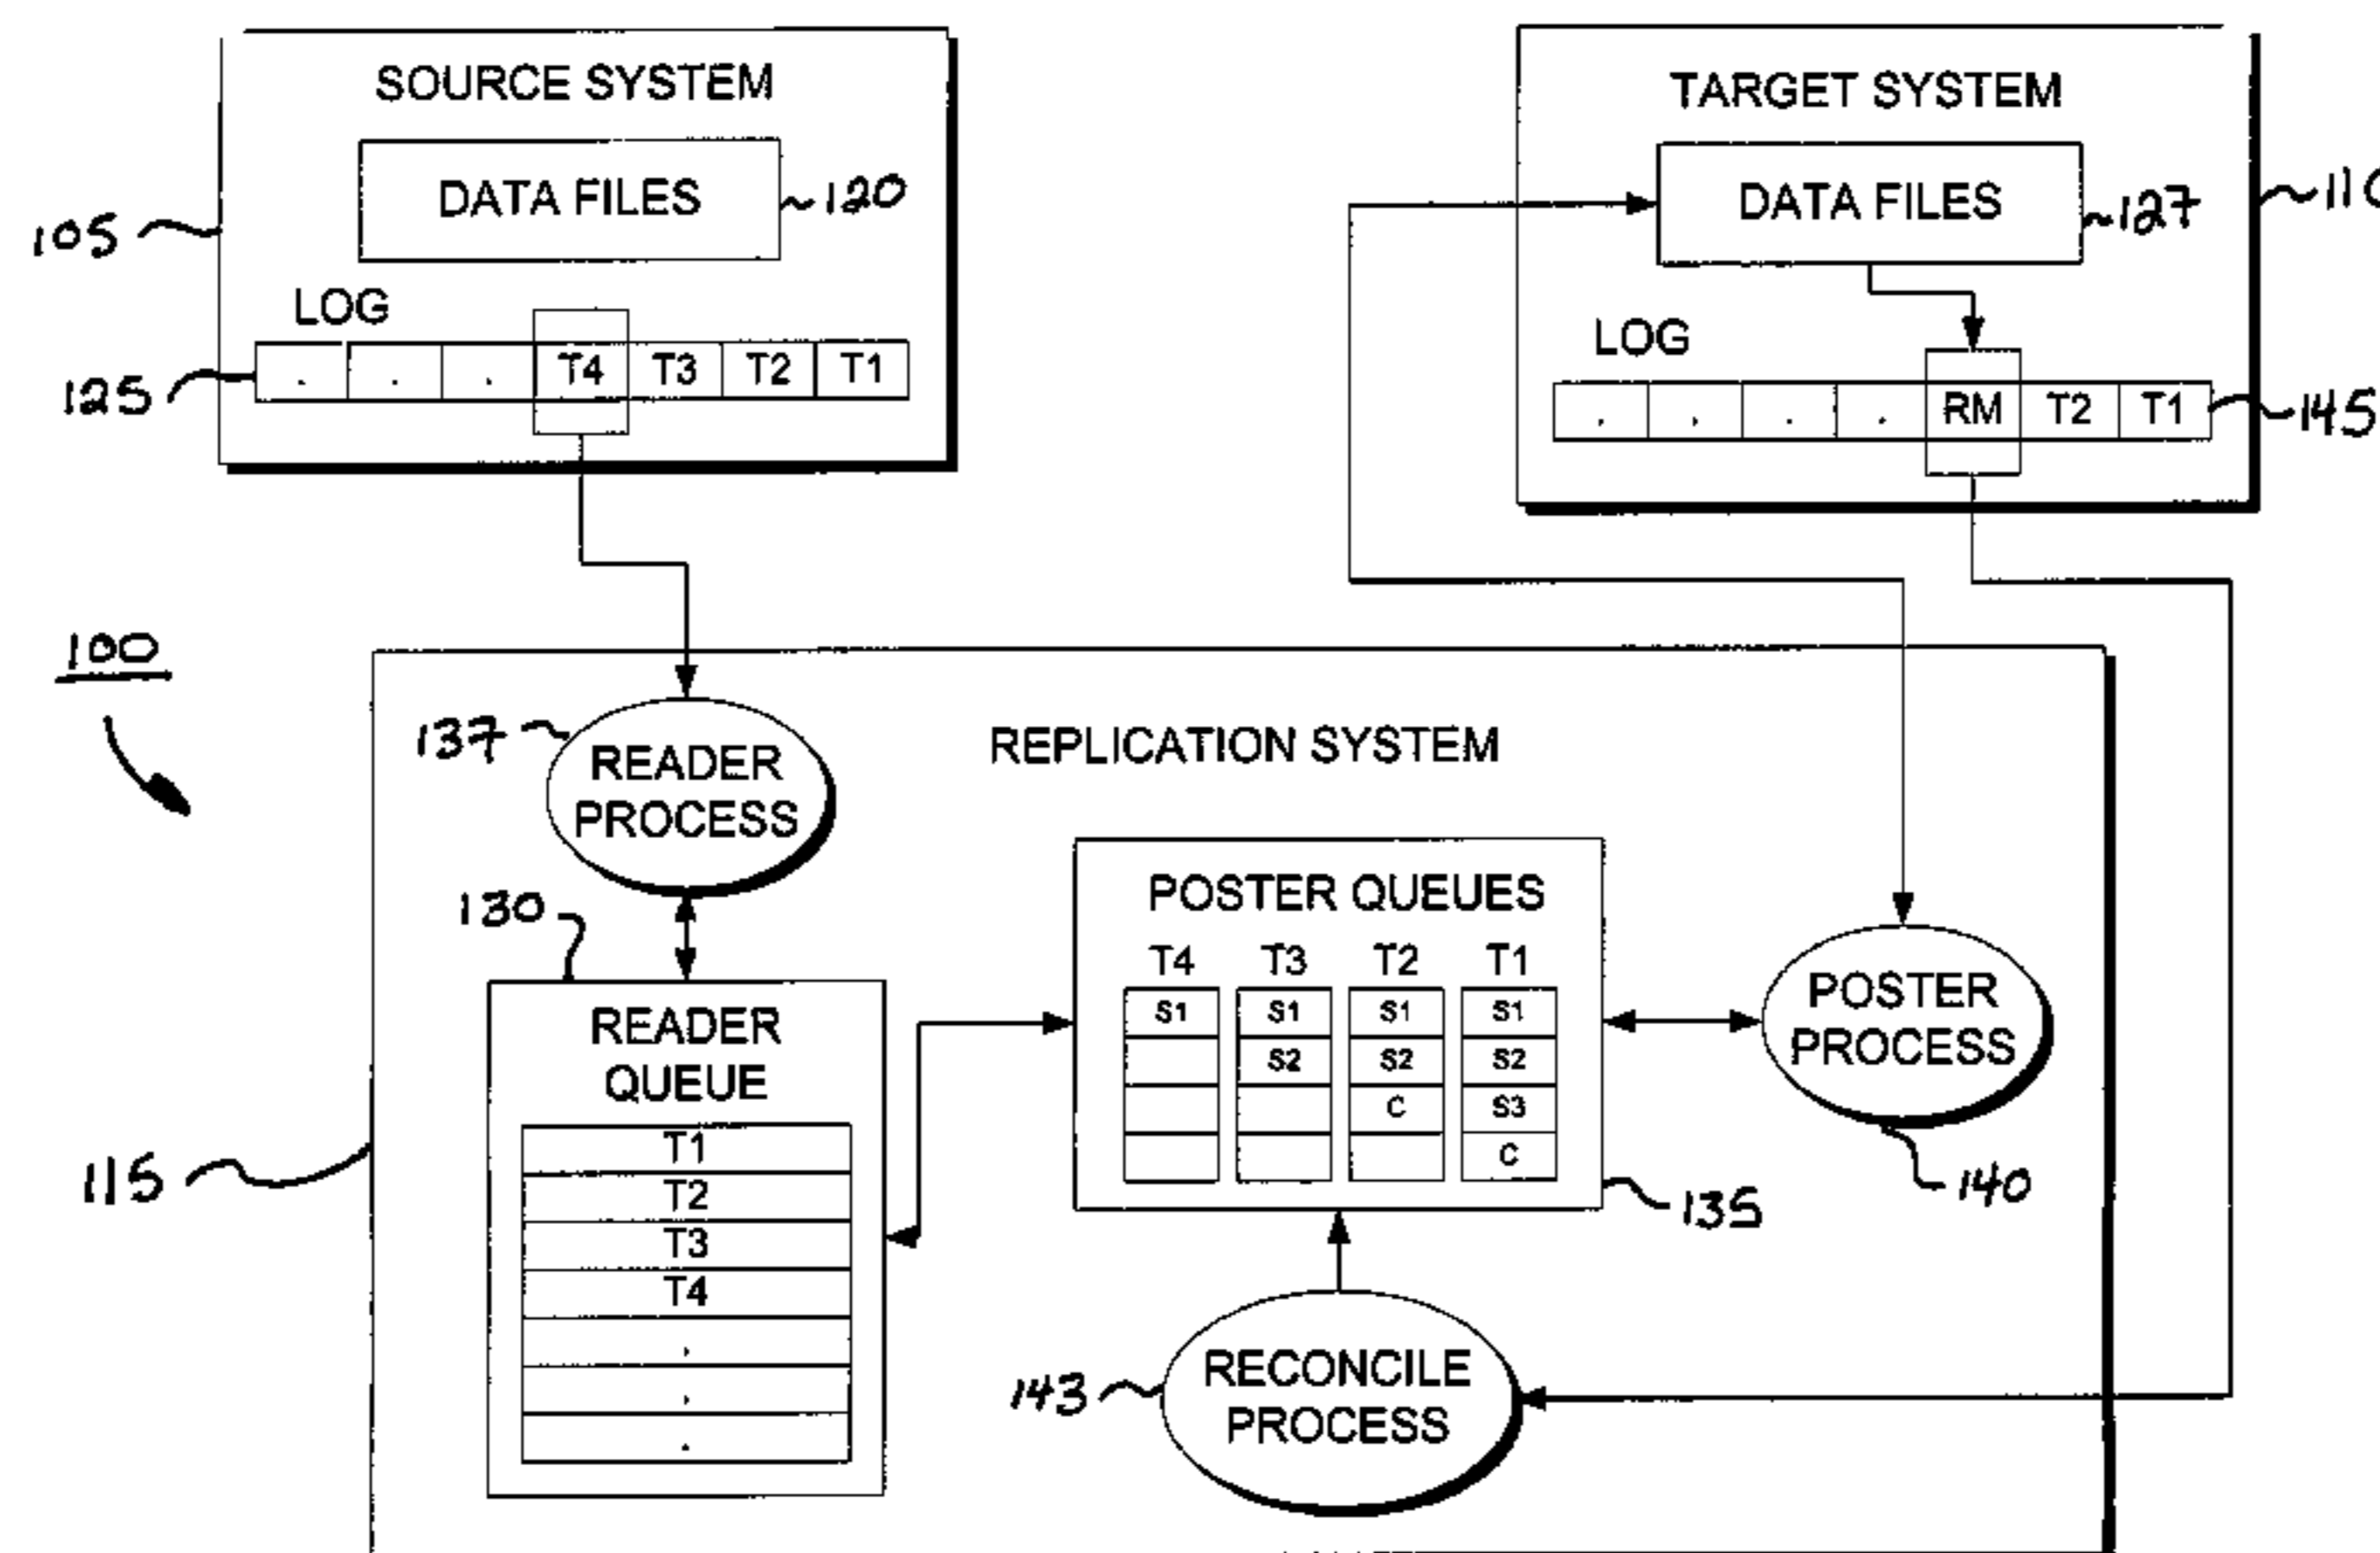 SOURCE SYSTEM
DATA FILES
120
105
LOG
125
. . . T4 T3 T2 T1
TARGET SYSTEM
DATA FILES
127
110
LOG
. . . . RM T2 T1
145
100
REPLICATION SYSTEM
137
READER
PROCESS
130
READER
QUEUE
T1
T2
T3
T4
.
.
.
115
POSTER QUEUES
T4 T3 T2 T1
S1 S1 S1 S1
S2 S2 S2
C S3
C
135
POSTER
PROCESS
140
143
RECONCILE
PROCESS